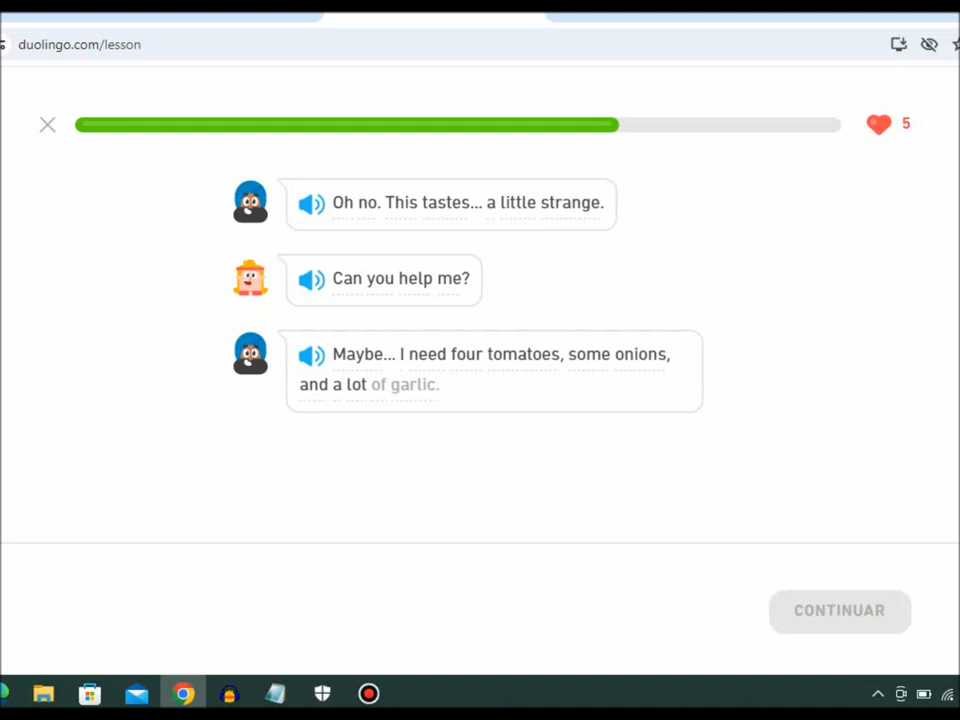 duolingo.com/lesson
5
Oh no. This tastes... a little strange.
Can you help me?
Maybe... I need four tomatoes, some onions,
and a lot of garlic.
CONTINUAR